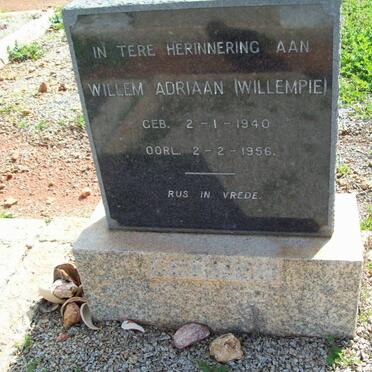 IN TERE HERINNERING AAN
WILLEM ADRIAAN (WILLEMPIE)
GEB. 2-1-1940
OORL. 2-2-1956.
RUS IN VREDE.